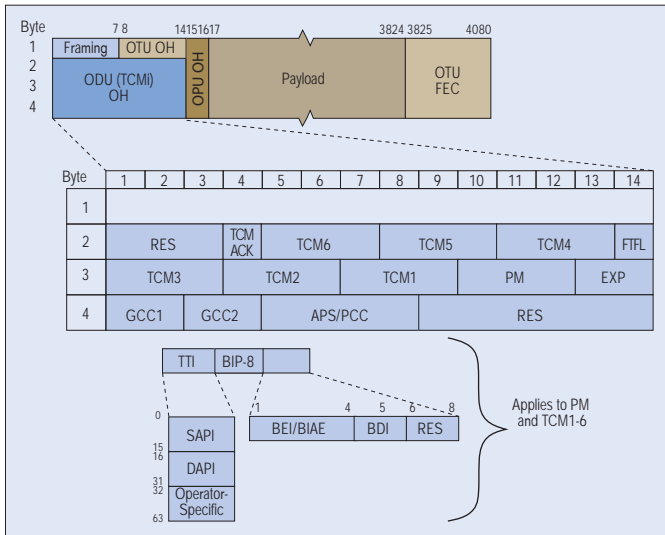 Byte 7 8 14151617 3824 3825 4080
1 Framing OTU OH
2
3
4
ODU (TCMi)
OH
OPU OH
Payload
OTU
FEC
Byte 1 2 3 4 5 6 7 8 9 10 11 12 13 14
1
2 RES TCM ACK TCM6 TCM5 TCM4 FTFL
3 TCM3 TCM2 TCM1 PM EXP
4 GCC1 GCC2 APS/PCC RES
TTI BIP-8
0 SAPI 15
16 DAPI 31
32 Operator-
Specific 63
1 4 5 6 8
BEI/BIAE BDI RES
Applies to PM
and TCM1-6